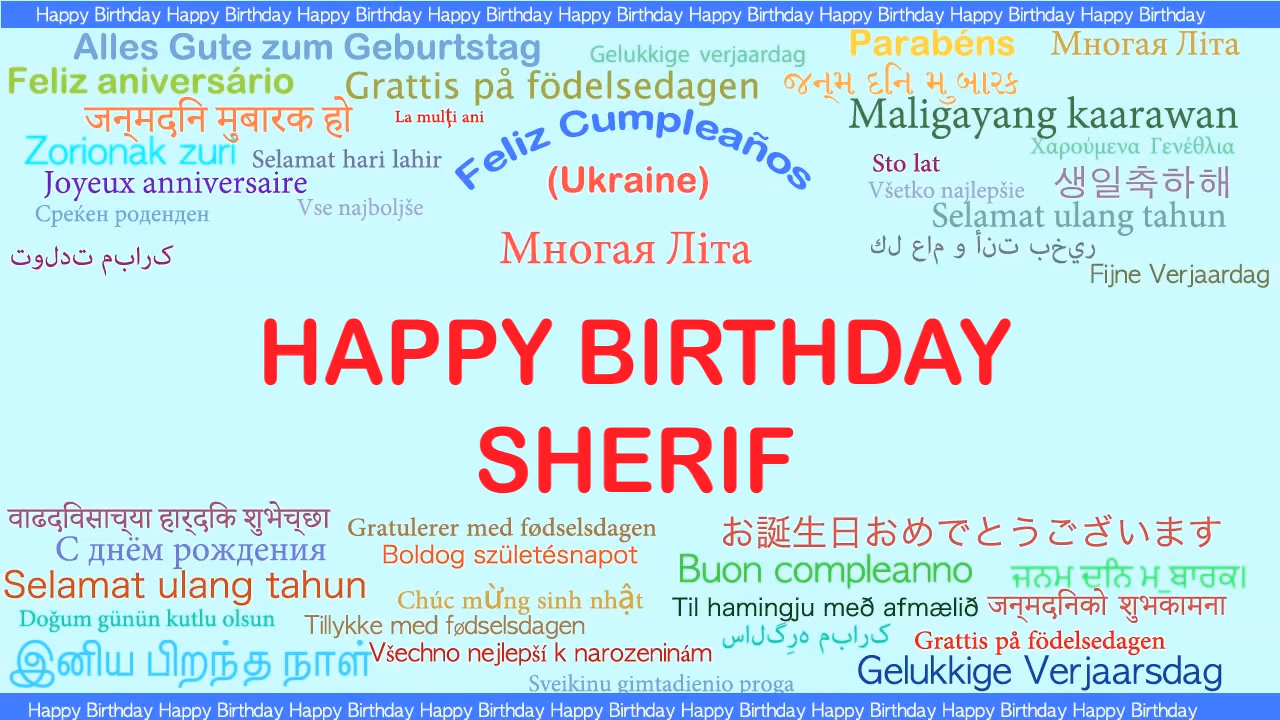 Happy Birthday Happy Birthday Happy Birthday Happy Birthday Happy Birthday Happy Birthday Happy Birthday Happy Birthday Happy Birthday
Alles Gute zum Geburtstag
Gelukkige verjaardag
Parabéns
Многая Літа
Feliz aniversário
Grattis på födelsedagen
જન્મ દિન મુબારક
जन्मदिन मुबारक हो
La mulţi ani
Feliz Cumpleaños
Maligayang kaarawan
Zorionak zuri
Selamat hari lahir
(Ukraine)
Sto lat
Χαρούμενα Γενέθλια
Joyeux anniversaire
Všetko najlepšie
생일축하해
Среќен роденден
Vse najboljše
Selamat ulang tahun
Многая Літа
تولدت مبارک
كل عام و أنت بخير
Fijne Verjaardag
HAPPY BIRTHDAY
SHERIF
वाढदिवसाच्या हार्दिक शुभेच्छा
Gratulerer med fødselsdagen
お誕生日おめでとうございます
С днём рождения
Boldog születésnapot
Buon compleanno
ਜਨਮ ਦਿਨ ਮੁਬਾਰਕ।
Selamat ulang tahun
Chúc mừng sinh nhật
Til hamingju með afmælið
जन्मदिनको शुभकामना
Doğum günün kutlu olsun
Tillykke med fødselsdagen
سالگرہ مبارک
Grattis på födelsedagen
இனிய பிறந்த நாள்
Všechno nejlepší k narozeninám
Gelukkige Verjaarsdag
Sveikinu gimtadienio proga
Happy Birthday Happy Birthday Happy Birthday Happy Birthday Happy Birthday Happy Birthday Happy Birthday Happy Birthday Happy Birthday